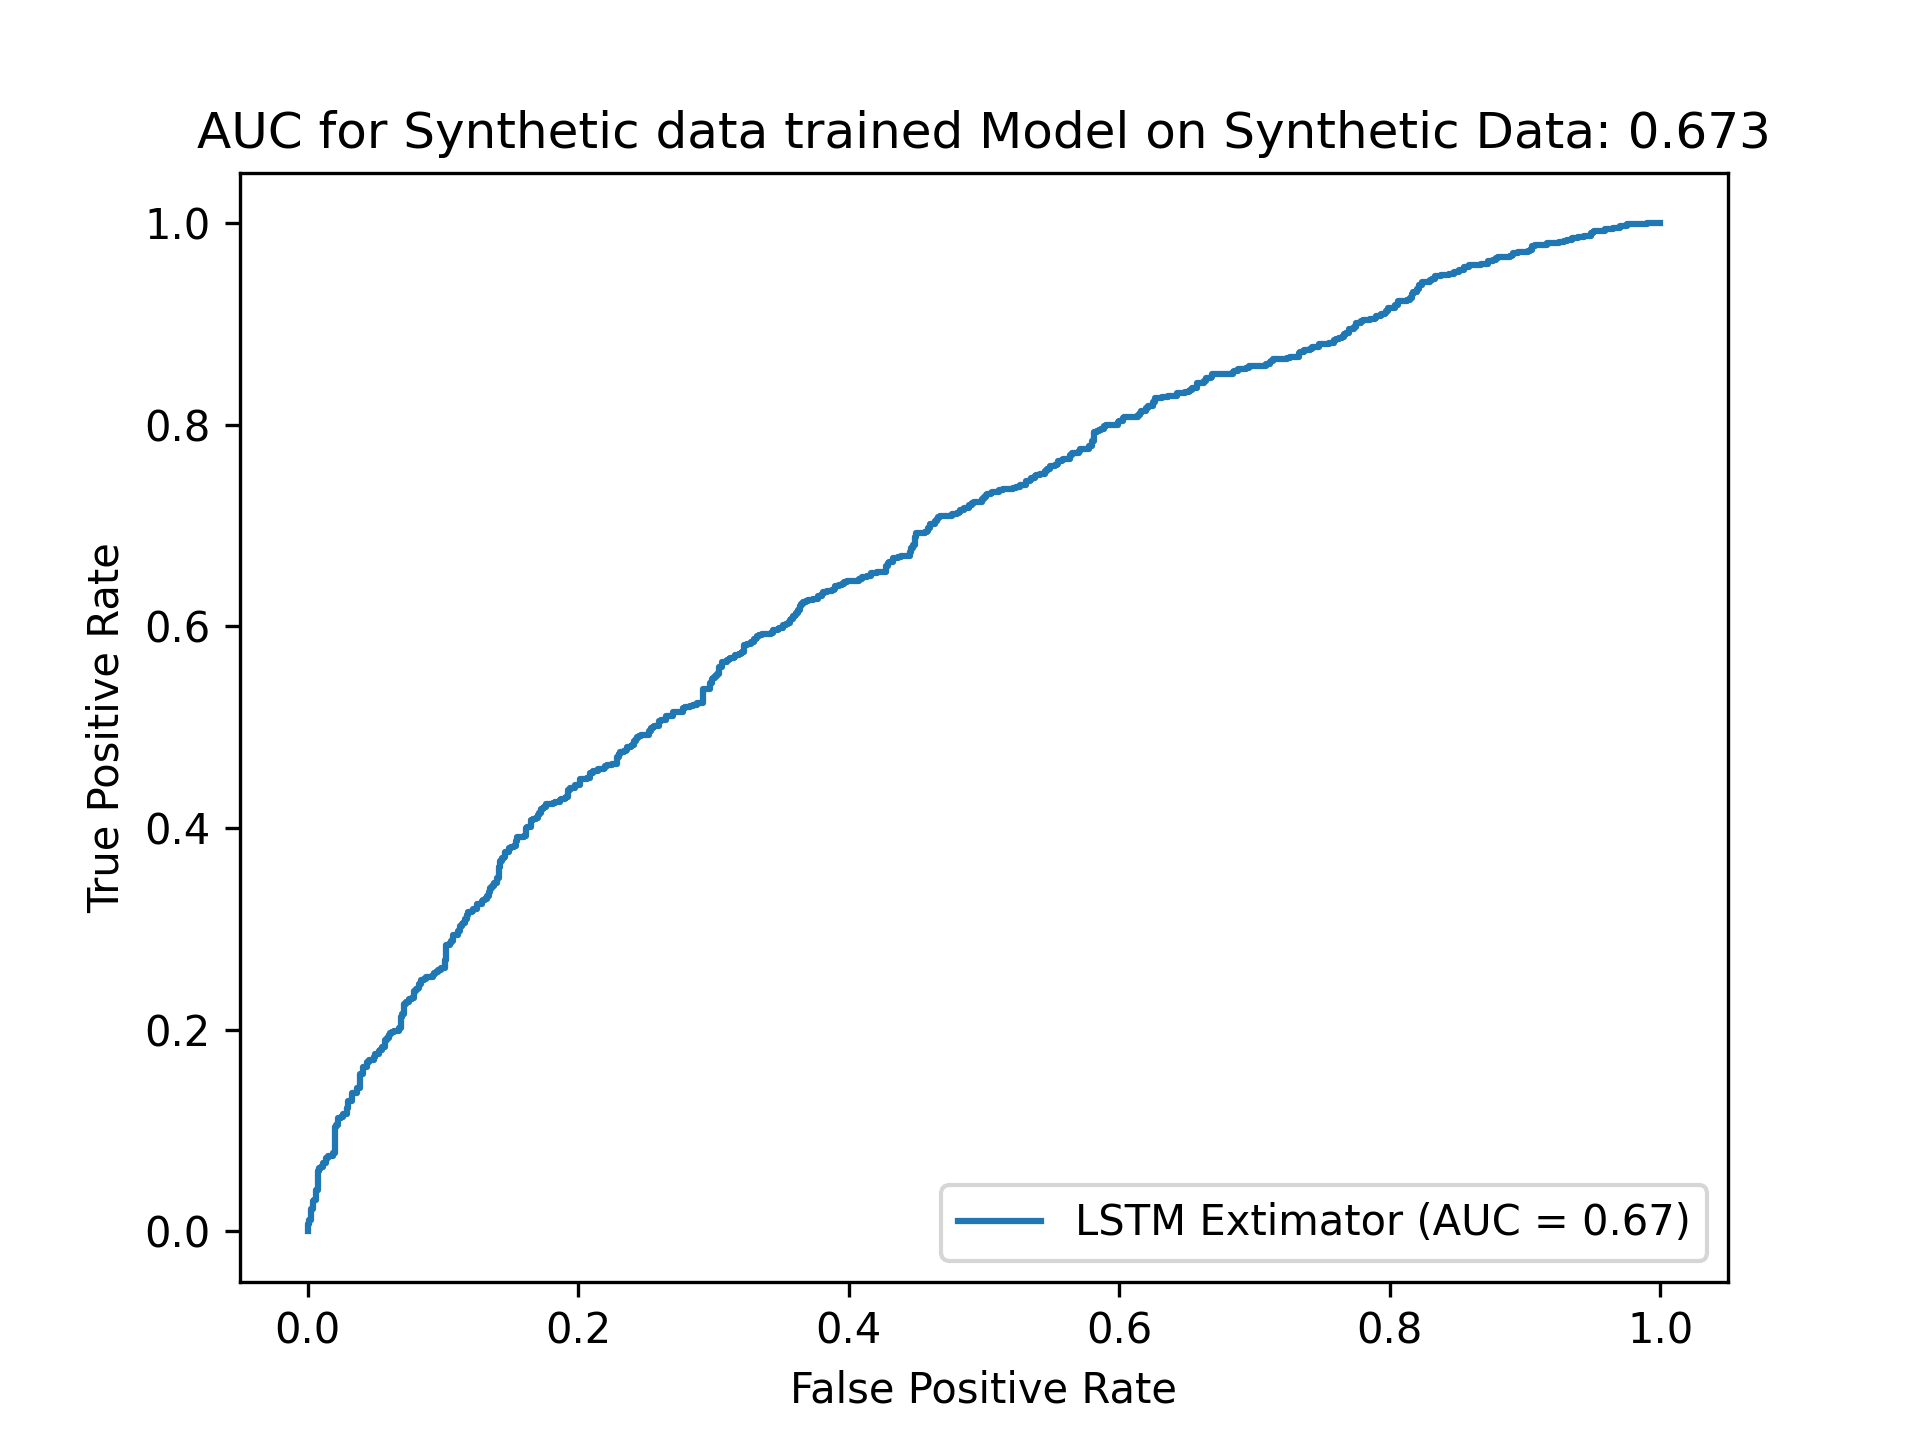 AUC for Synthetic data trained Model on Synthetic Data: 0.673
1.0
0.8
0.6
0.4
0.2
0.0
True Positive Rate
LSTM Extimator (AUC = 0.67)
0.0 0.2 0.4 0.6 0.8 1.0
False Positive Rate